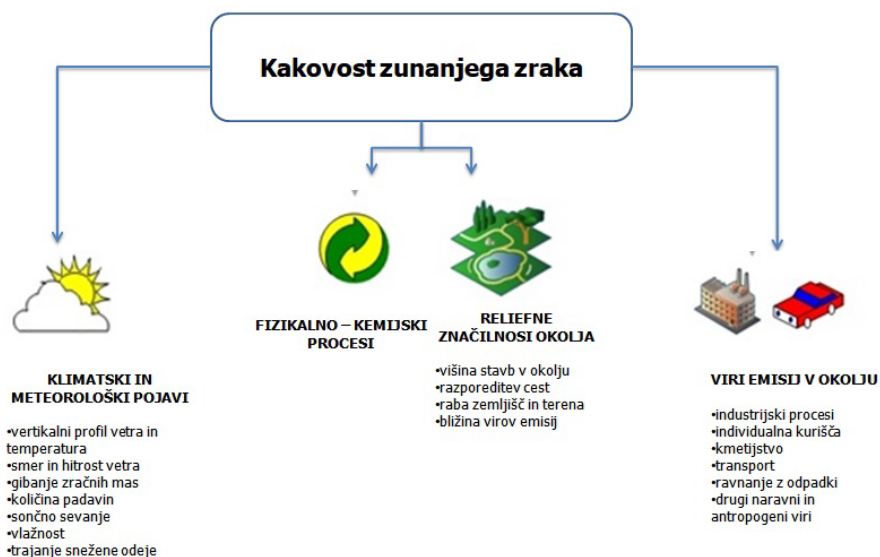 Kakovost zunanjega zraka
KLIMATSKI IN
METEOROLOŠKI POJAVI
•vertikalni profil vetra in
temperatura
•smer in hitrost vetra
•gibanje zračnih mas
•količina padavin
•sončno sevanje
•vlažnost
•trajanje snežene odeje
FIZIKALNO – KEMIJSKI
PROCESI
RELIEFNE
ZNAČILNOSI OKOLJA
•višina stavb v okolju
•razporeditev cest
•raba zemljišč in terena
•bližina virov emisij
VIRI EMISIJ V OKOLJU
•industrijski procesi
•individualna kurišča
•kmetijstvo
•transport
•ravnanje z odpadki
•drugi naravni in
antropogeni viri